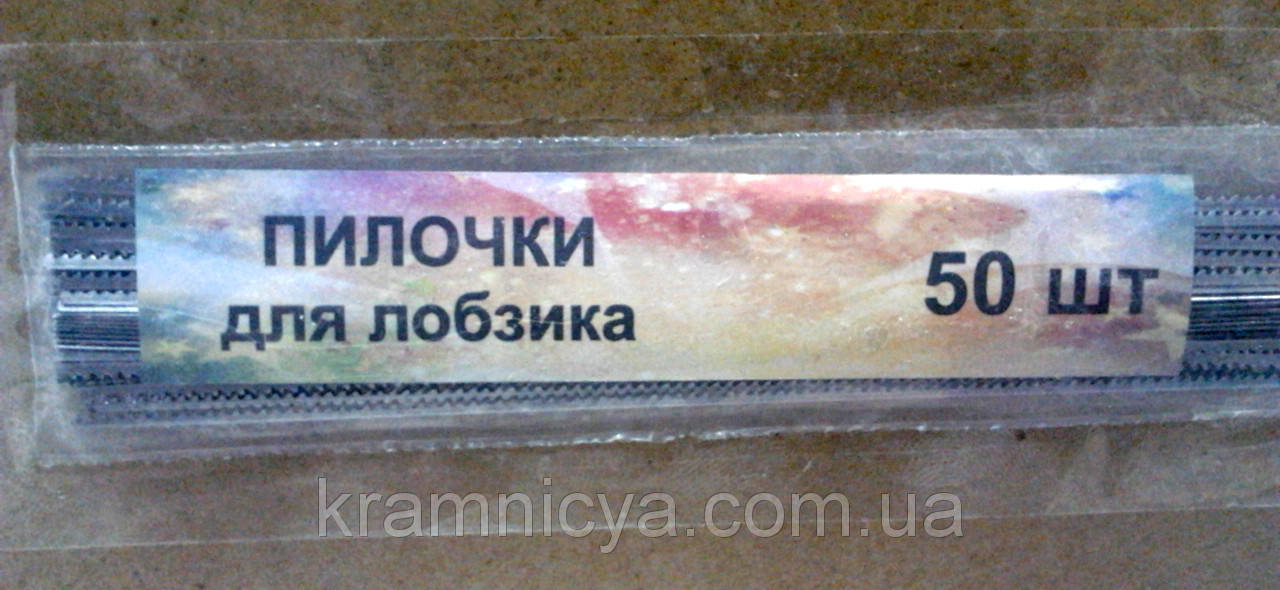 ПИЛОЧКИ
для лобзика
50 шт
kramnicya.com.ua